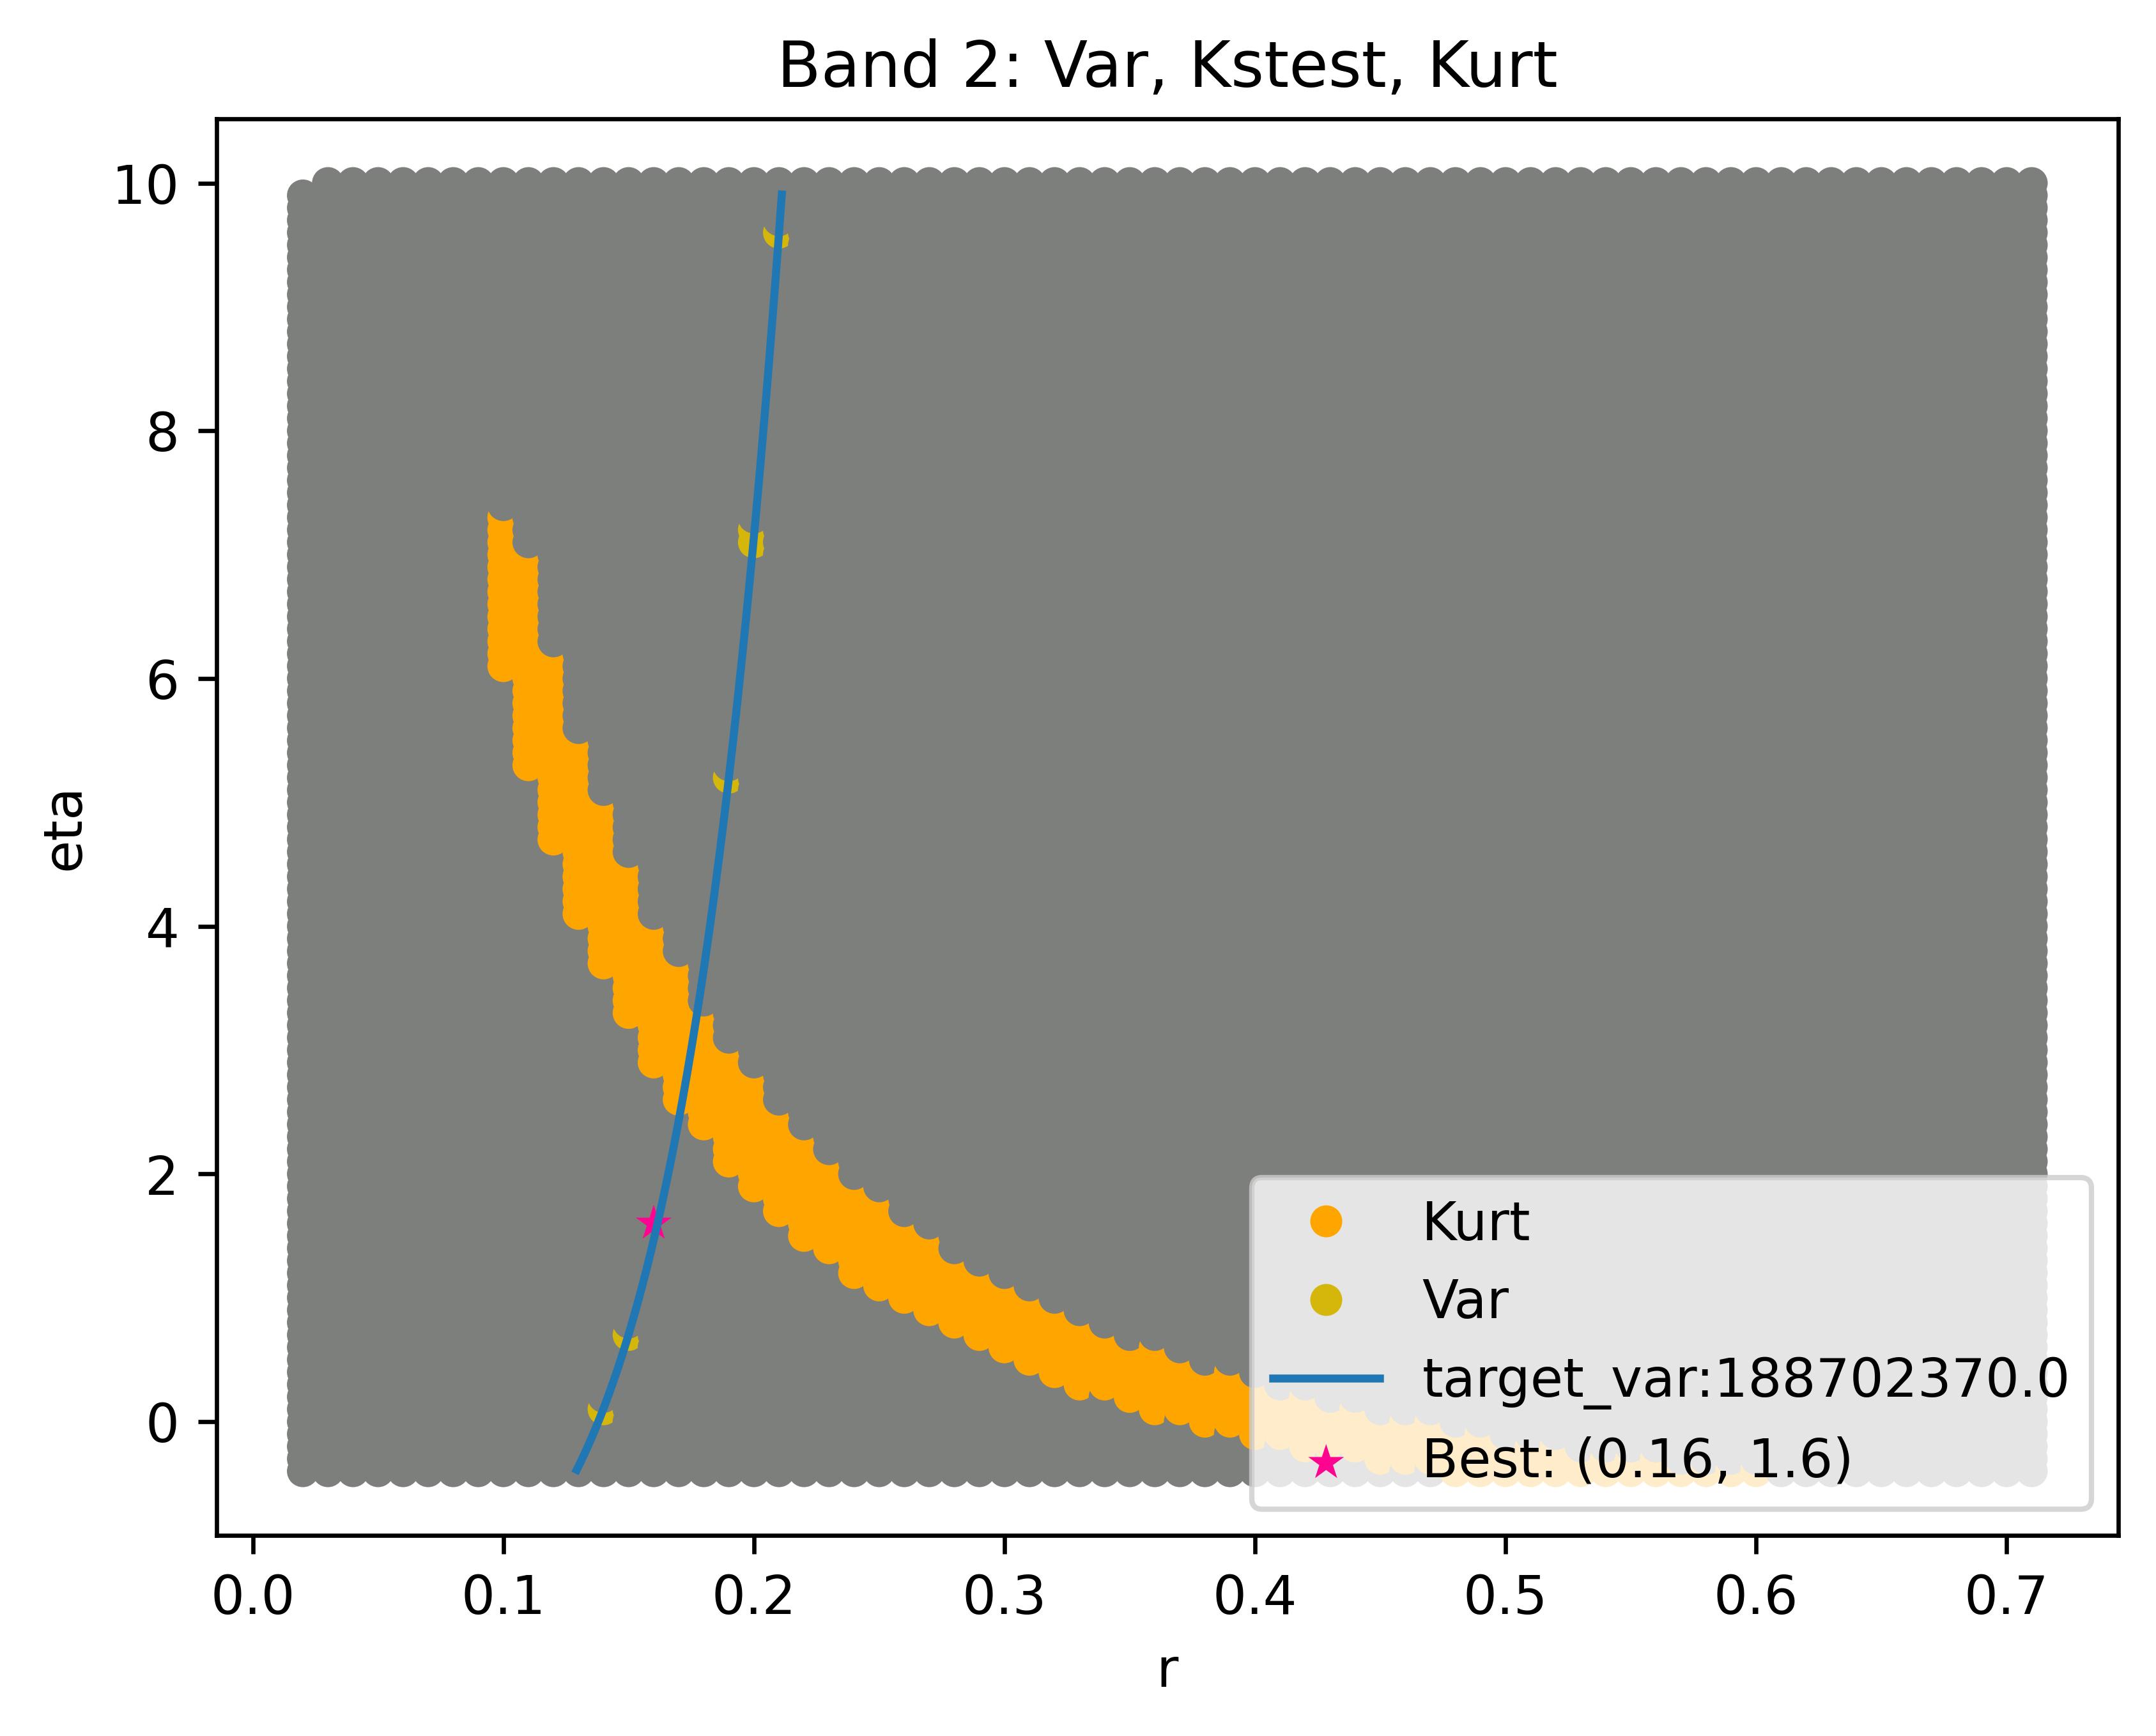 Band 2: Var, Kstest, Kurt
10
8
6
4
2
0
eta
Kurt
Var
target_var:188702370.0
Best: (0.16, 1.6)
0.0 0.1 0.2 0.3 0.4 0.5 0.6 0.7
r